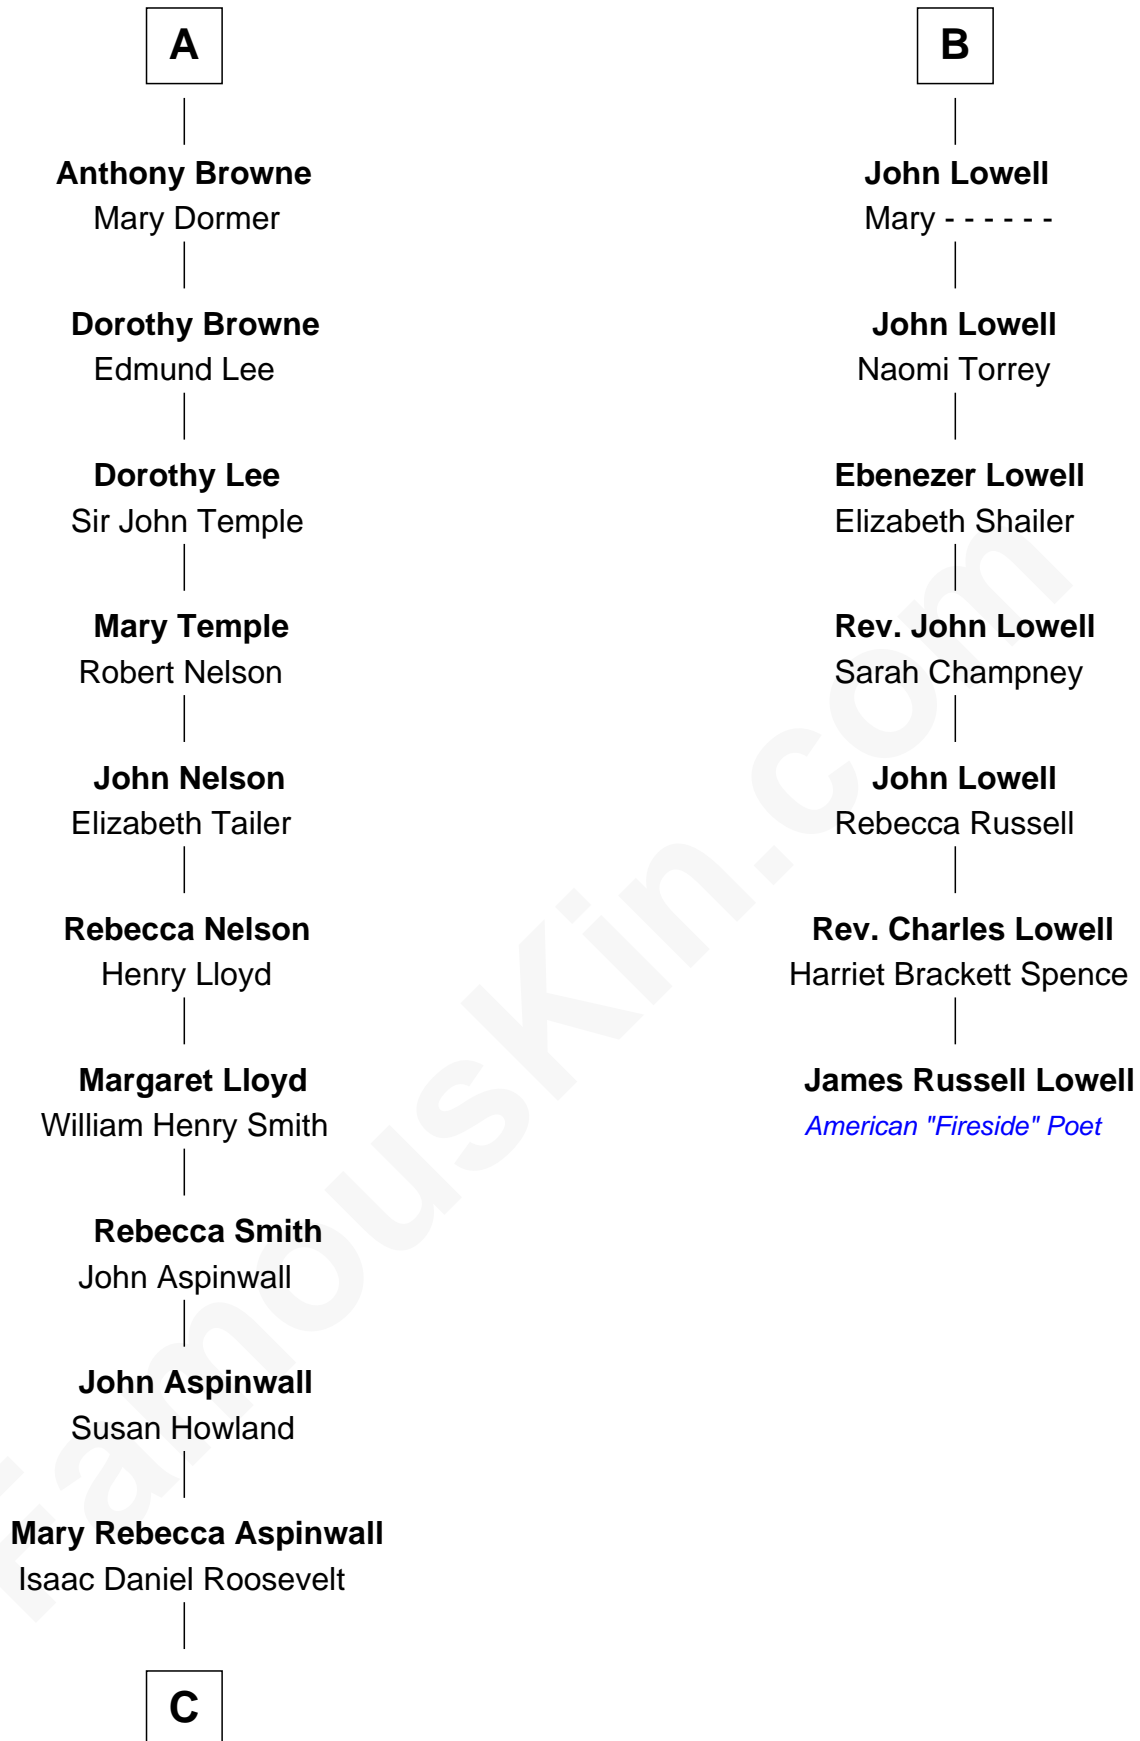 A
Anthony Browne
Mary Dormer
Dorothy Browne
Edmund Lee
Dorothy Lee
Sir John Temple
Mary Temple
Robert Nelson
John Nelson
Elizabeth Tailer
Rebecca Nelson
Henry Lloyd
Margaret Lloyd
William Henry Smith
Rebecca Smith
John Aspinwall
John Aspinwall
Susan Howland
Mary Rebecca Aspinwall
Isaac Daniel Roosevelt
C
B
John Lowell
Mary - - - - - -
John Lowell
Naomi Torrey
Ebenezer Lowell
Elizabeth Shailer
Rev. John Lowell
Sarah Champney
John Lowell
Rebecca Russell
Rev. Charles Lowell
Harriet Brackett Spence
James Russell Lowell
American "Fireside" Poet
FamousKin.com